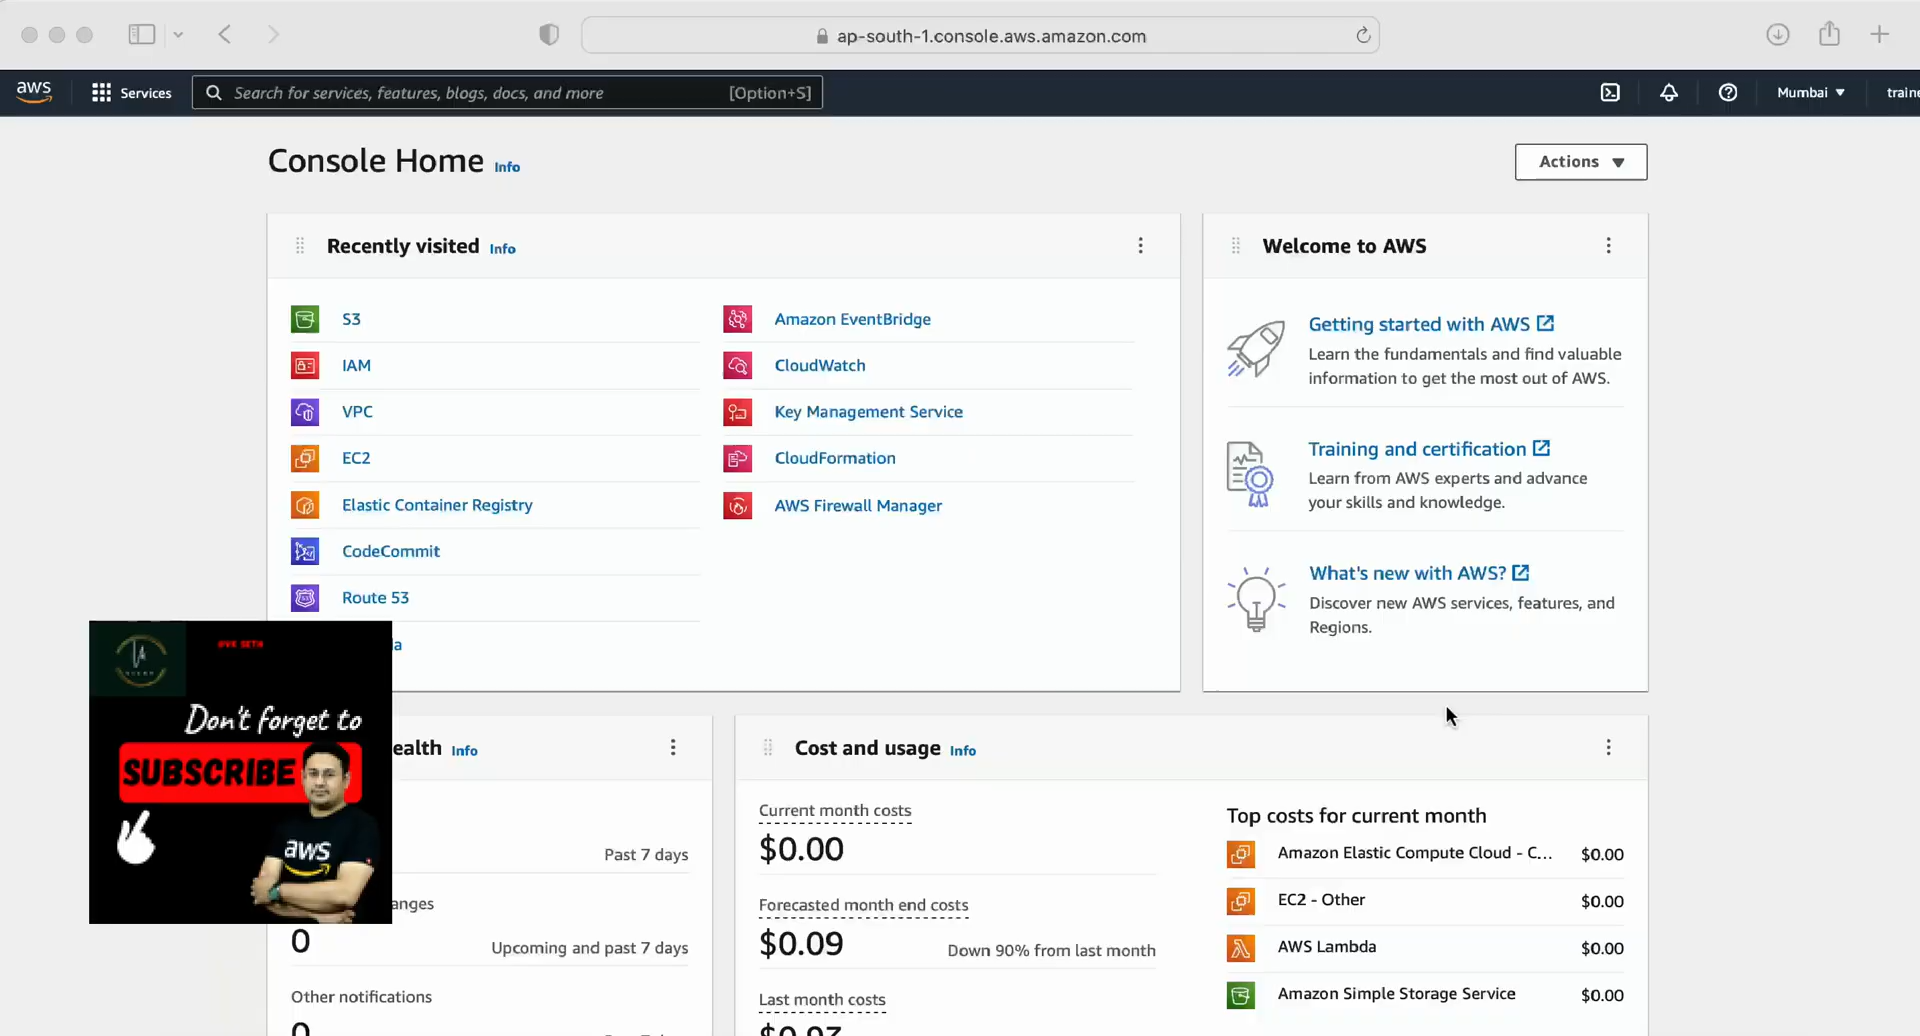 ap-south-1.console.aws.amazon.com
aws
Services
Search for services, features, blogs, docs, and more
[Option+S]
Mumbai
traine
Console Home Info
Actions
Recently visited Info
S3
IAM
VPC
EC2
Elastic Container Registry
CodeCommit
Route 53
da
Amazon EventBridge
CloudWatch
Key Management Service
CloudFormation
AWS Firewall Manager
Welcome to AWS
Getting started with AWS
Learn the fundamentals and find valuable
information to get the most out of AWS.
Training and certification
Learn from AWS experts and advance
your skills and knowledge.
What's new with AWS?
Discover new AWS services, features, and
Regions.
Don't forget to
SUBSCRIBE
aws
ealth Info
Past 7 days
anges
0
Upcoming and past 7 days
Other notifications
0
Cost and usage Info
Current month costs
$0.00
Forecasted month end costs
$0.09
Down 90% from last month
Last month costs
Top costs for current month
Amazon Elastic Compute Cloud - C... $0.00
EC2 - Other $0.00
AWS Lambda $0.00
Amazon Simple Storage Service $0.00